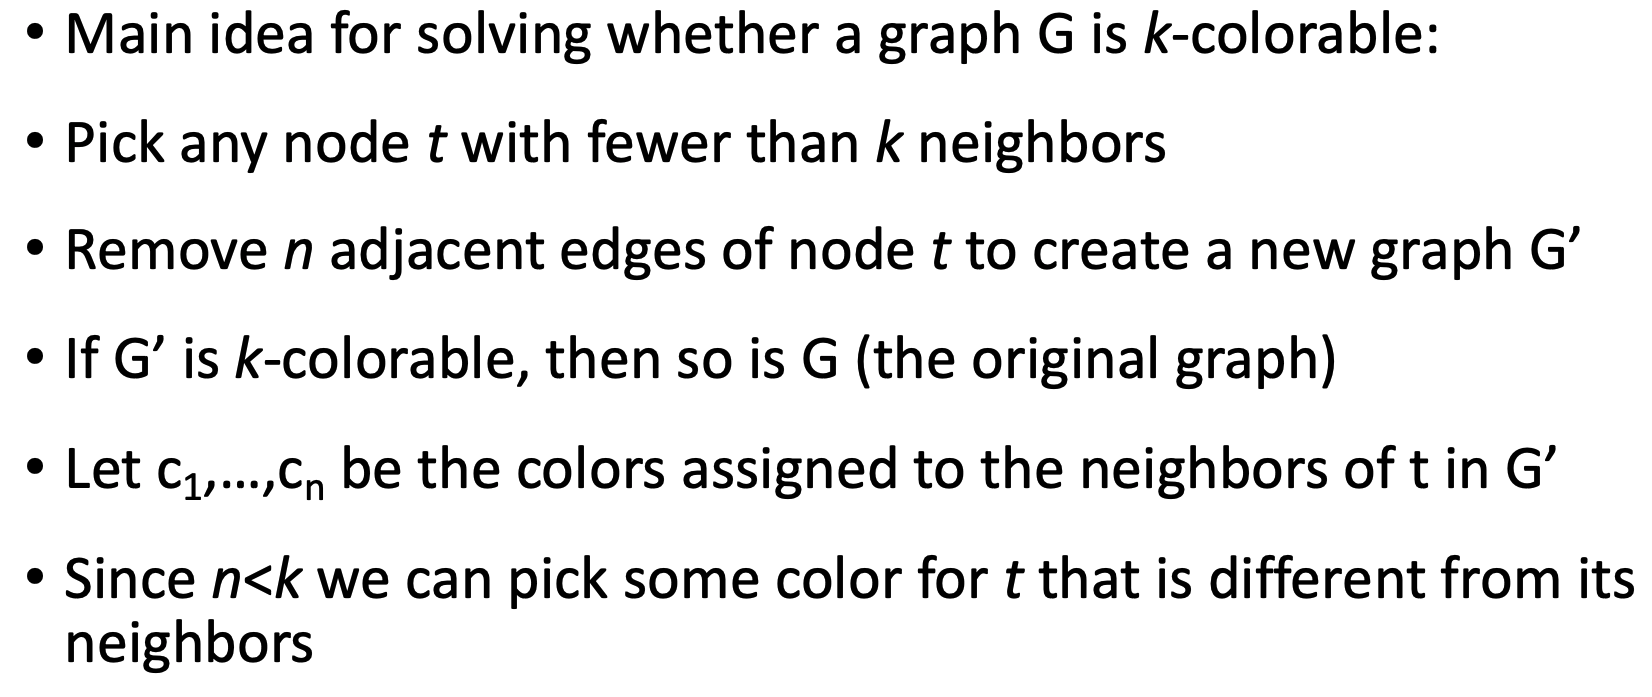 • Main idea for solving whether a graph G is k-colorable:
• Pick any node t with fewer than k neighbors
• Remove n adjacent edges of node t to create a new graph G’
• If G’ is k-colorable, then so is G (the original graph)
• Let c₁,...,cₙ be the colors assigned to the neighbors of t in G’
• Since n<k we can pick some color for t that is different from its
neighbors